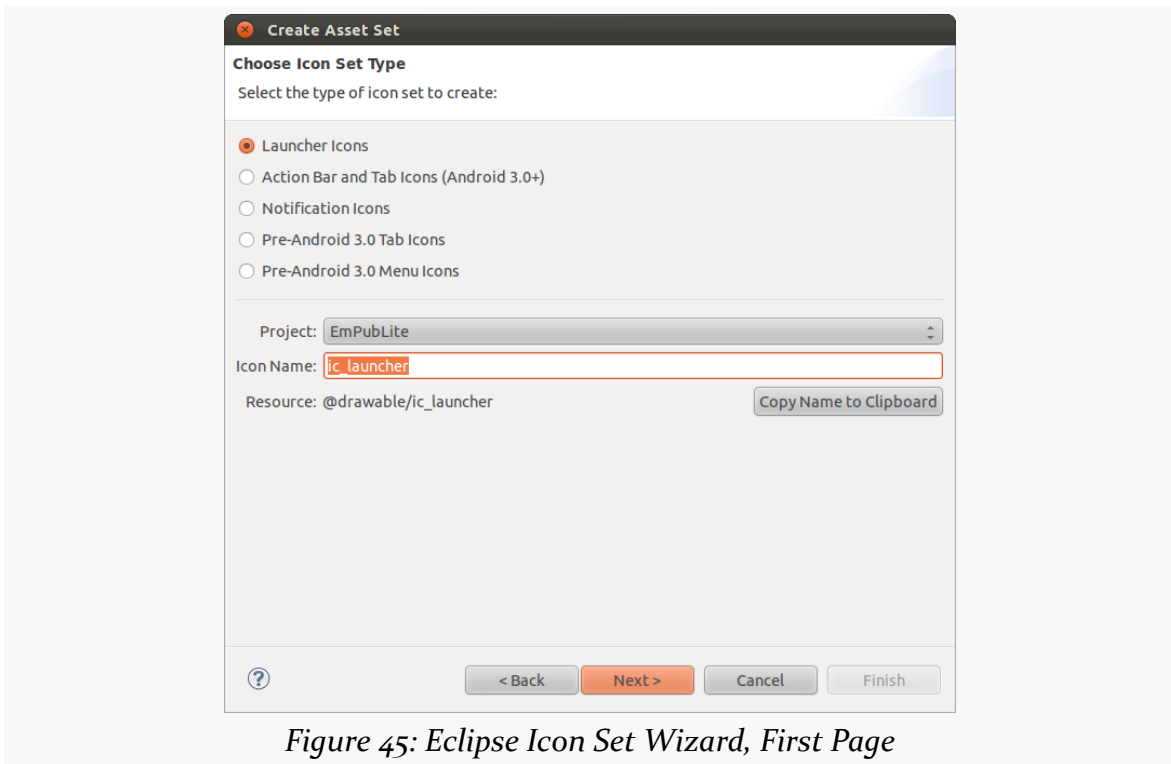 Create Asset Set
Choose Icon Set Type
Select the type of icon set to create:
Launcher Icons
Action Bar and Tab Icons (Android 3.0+)
Notification Icons
Pre-Android 3.0 Tab Icons
Pre-Android 3.0 Menu Icons
Project: EmPubLite
Icon Name: ic_launcher
Resource: @drawable/ic_launcher Copy Name to Clipboard
? < Back Next > Cancel Finish
Figure 45: Eclipse Icon Set Wizard, First Page